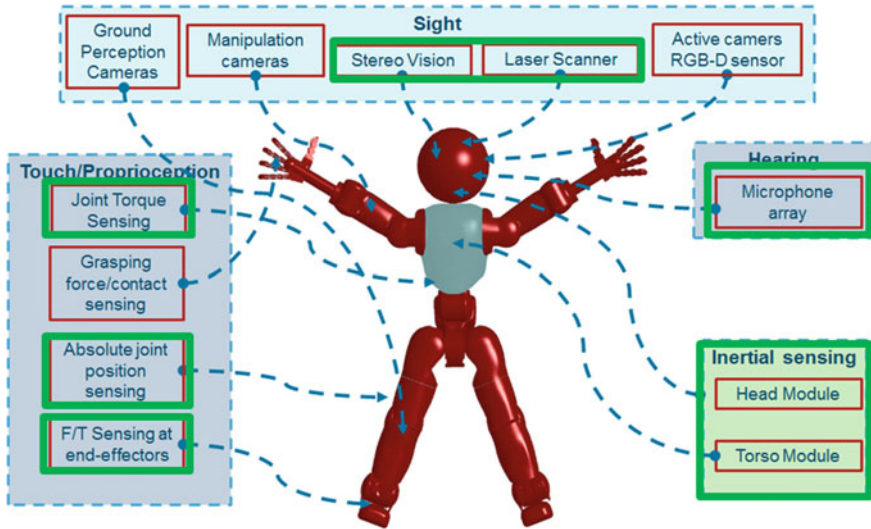 Sight
Ground
Perception
Cameras
Manipulation
cameras
Stereo Vision
Laser Scanner
Active camers
RGB-D sensor
Touch/Proprioception
Joint Torque
Sensing
Grasping
force/contact
sensing
Absolute joint
position
sensing
F/T Sensing at
end-effectors
Hearing
Microphone
array
Inertial sensing
Head Module
Torso Module